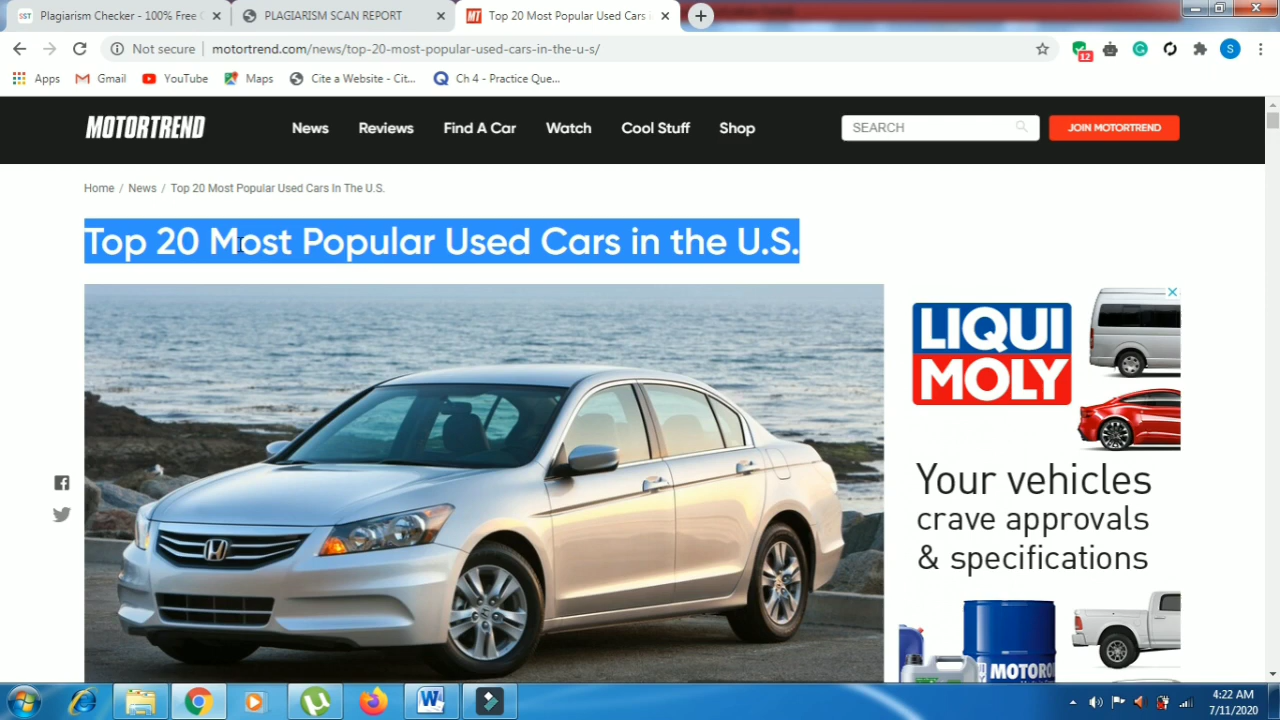 Plagiarism Checker - 100% Free
PLAGIARISM SCAN REPORT
Top 20 Most Popular Used Cars
Not secure
motortrend.com/news/top-20-most-popular-used-cars-in-the-u-s/
12
S
Apps
Gmail
YouTube
Maps
Cite a Website - Cit...
Ch 4 - Practice Que...
MOTORTREND
News
Reviews
Find A Car
Watch
Cool Stuff
Shop
SEARCH
JOIN MOTORTREND
Home / News / Top 20 Most Popular Used Cars In The U.S.
Top 20 Most Popular Used Cars in the U.S.
LIQUI
MOLY
Your vehicles
crave approvals
& specifications
MOTORO
4:22 AM
7/11/2020